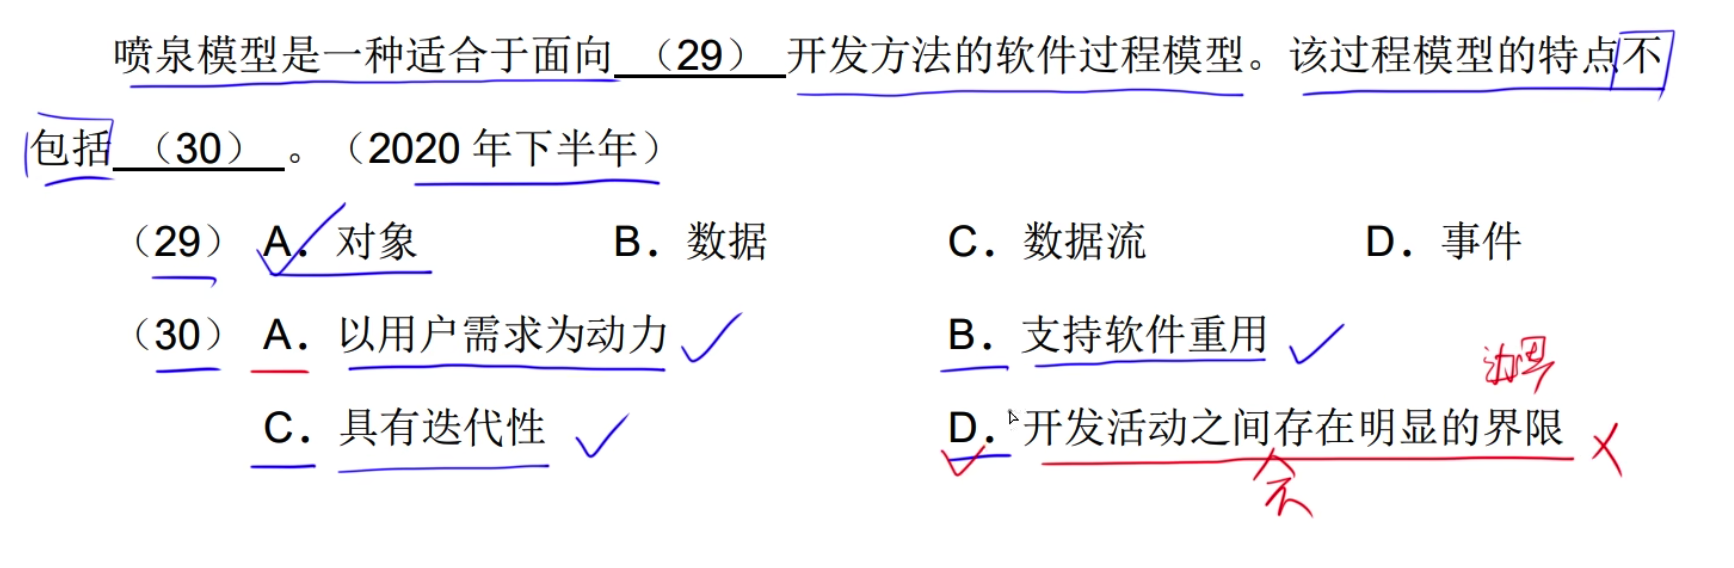 喷泉模型是一种适合于面向 （29） 开发方法的软件过程模型。该过程模型的特点不
包括 （30） 。（2020 年下半年）
（29） A．对象 B．数据 C．数据流 D．事件
（30） A．以用户需求为动力 B．支持软件重用
C．具有迭代性 D．开发活动之间存在明显的界限
不